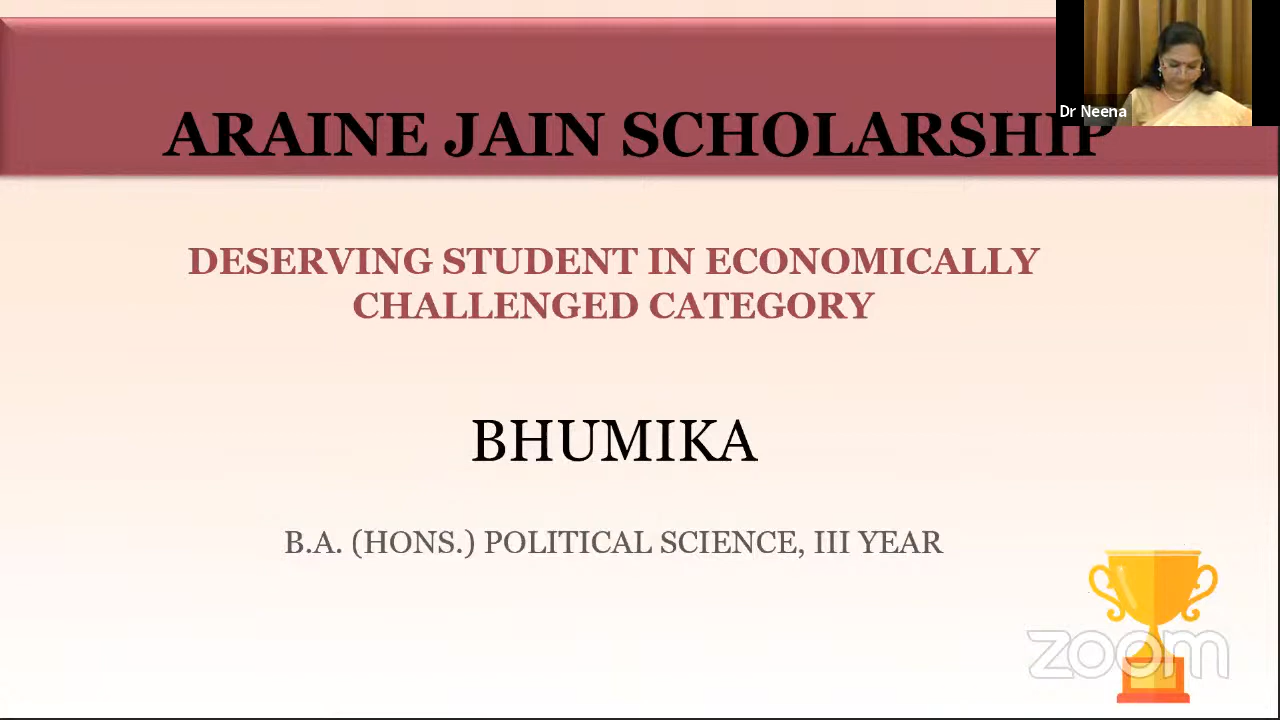 ARAINE JAIN SCHOLARSHIP
Dr Neena
DESERVING STUDENT IN ECONOMICALLY
CHALLENGED CATEGORY
BHUMIKA
B.A. (HONS.) POLITICAL SCIENCE, III YEAR
zoom